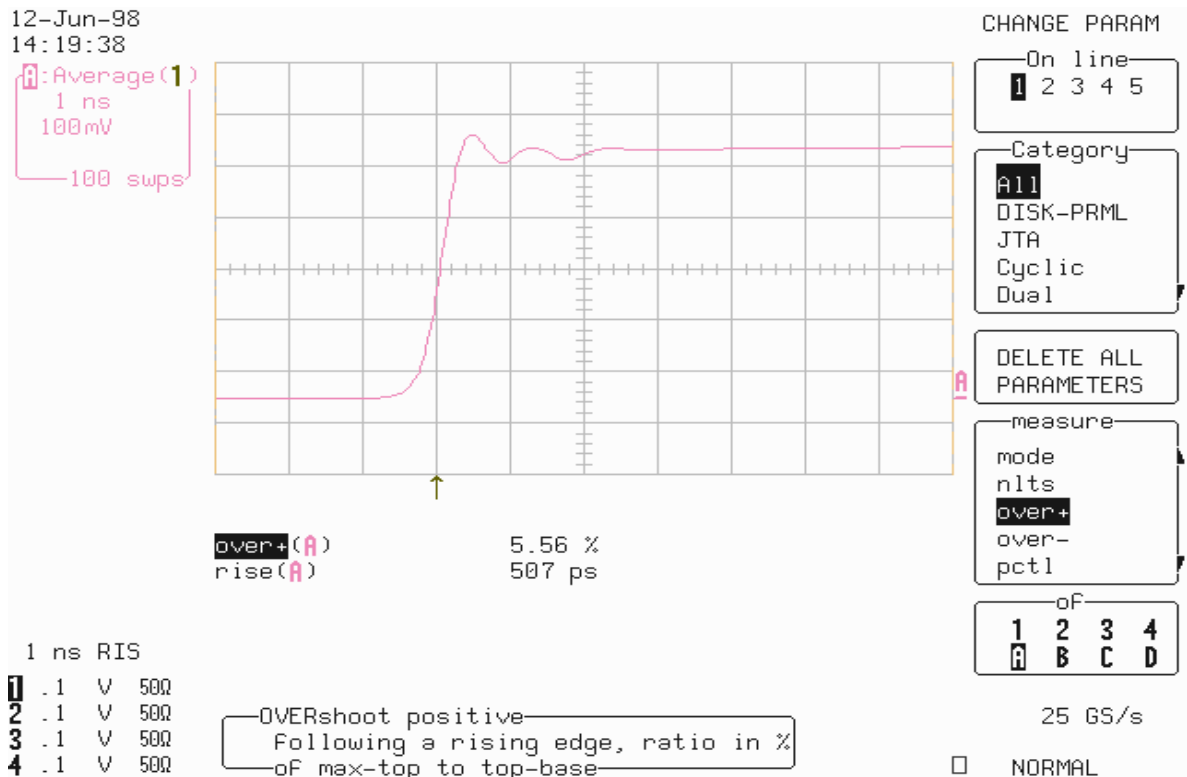 12-Jun-98
14:19:38
A:Average(1)
1 ns
100mV
100 swps
A
over+(A) 5.56 %
rise(A) 507 ps
1 ns RIS
1 .1 V 50Ω
2 .1 V 50Ω
3 .1 V 50Ω
4 .1 V 50Ω
OVERshoot positive
Following a rising edge, ratio in %
of max-top to top-base
CHANGE PARAM
On line
1 2 3 4 5
Category
All
DISK-PRML
JTA
Cyclic
Dual
DELETE ALL
PARAMETERS
measure
mode
nlts
over+
over-
pctl
of
1 2 3 4
A B C D
25 GS/s
NORMAL